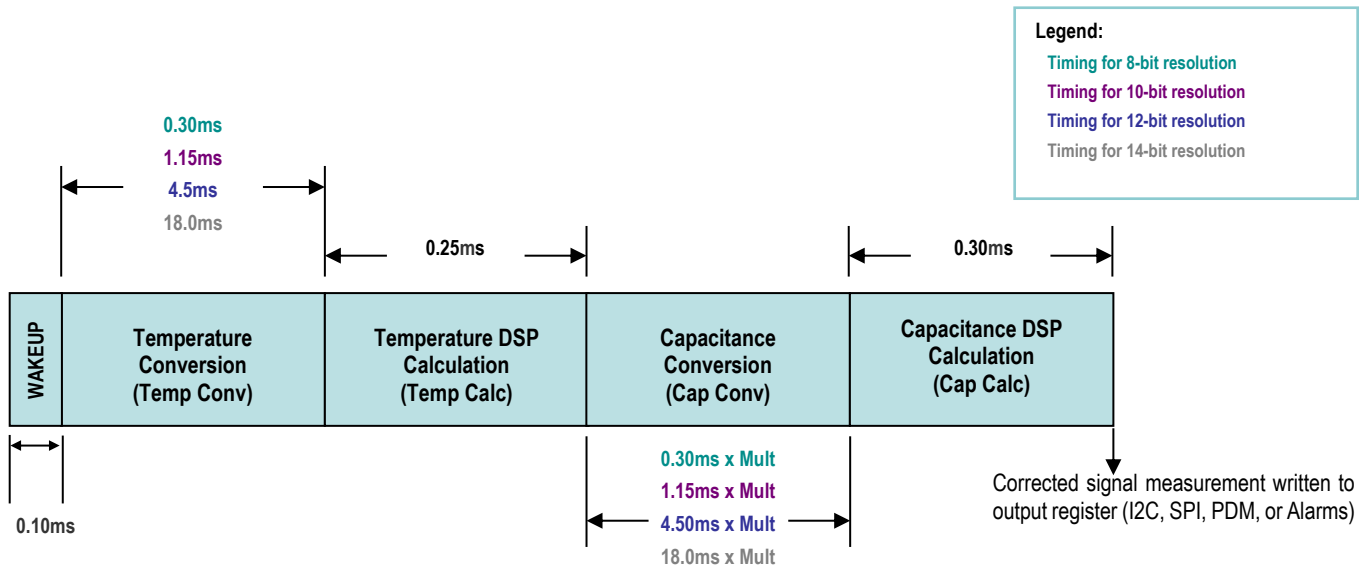 Legend:
Timing for 8-bit resolution
Timing for 10-bit resolution
Timing for 12-bit resolution
Timing for 14-bit resolution
0.30ms
1.15ms
4.5ms
18.0ms
0.25ms
0.30ms
WAKEUP
Temperature
Conversion
(Temp Conv)
Temperature DSP
Calculation
(Temp Calc)
Capacitance
Conversion
(Cap Conv)
Capacitance DSP
Calculation
(Cap Calc)
0.10ms
0.30ms x Mult
1.15ms x Mult
4.50ms x Mult
18.0ms x Mult
Corrected signal measurement written to
output register (I2C, SPI, PDM, or Alarms)